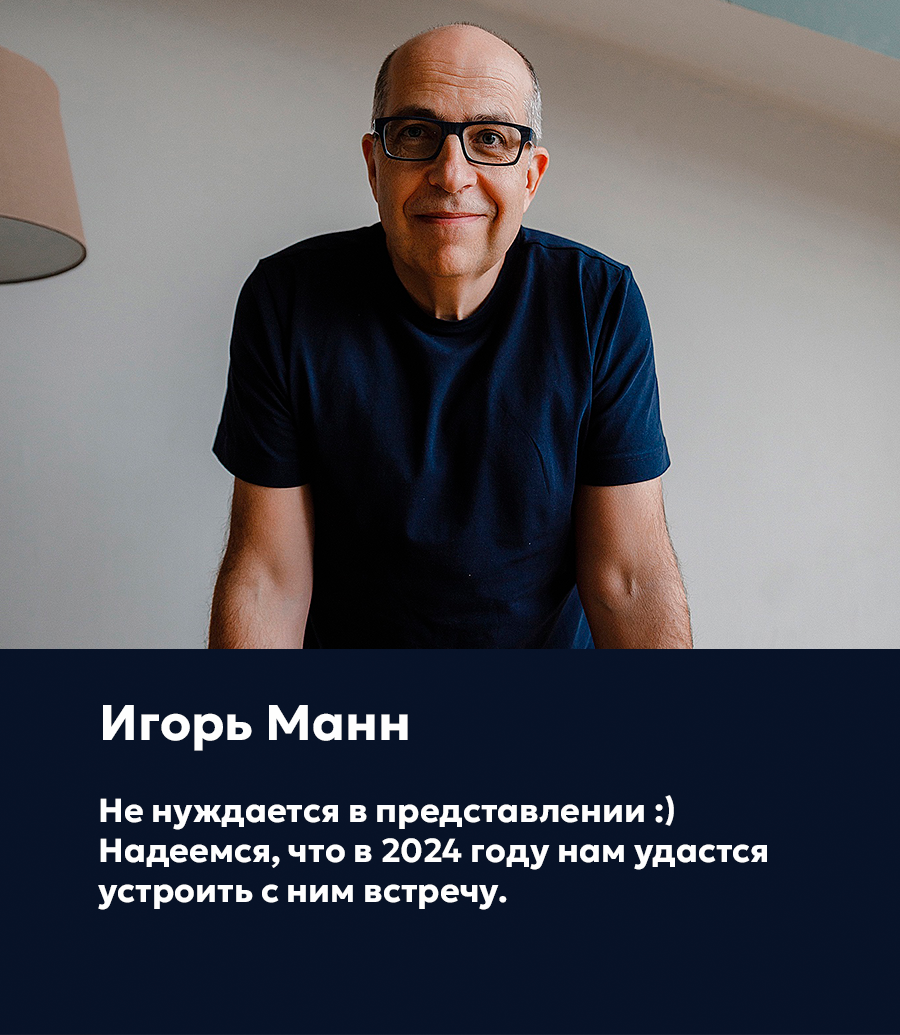 Игорь Манн
Не нуждается в представлении :)
Надеемся, что в 2024 году нам удастся
устроить с ним встречу.